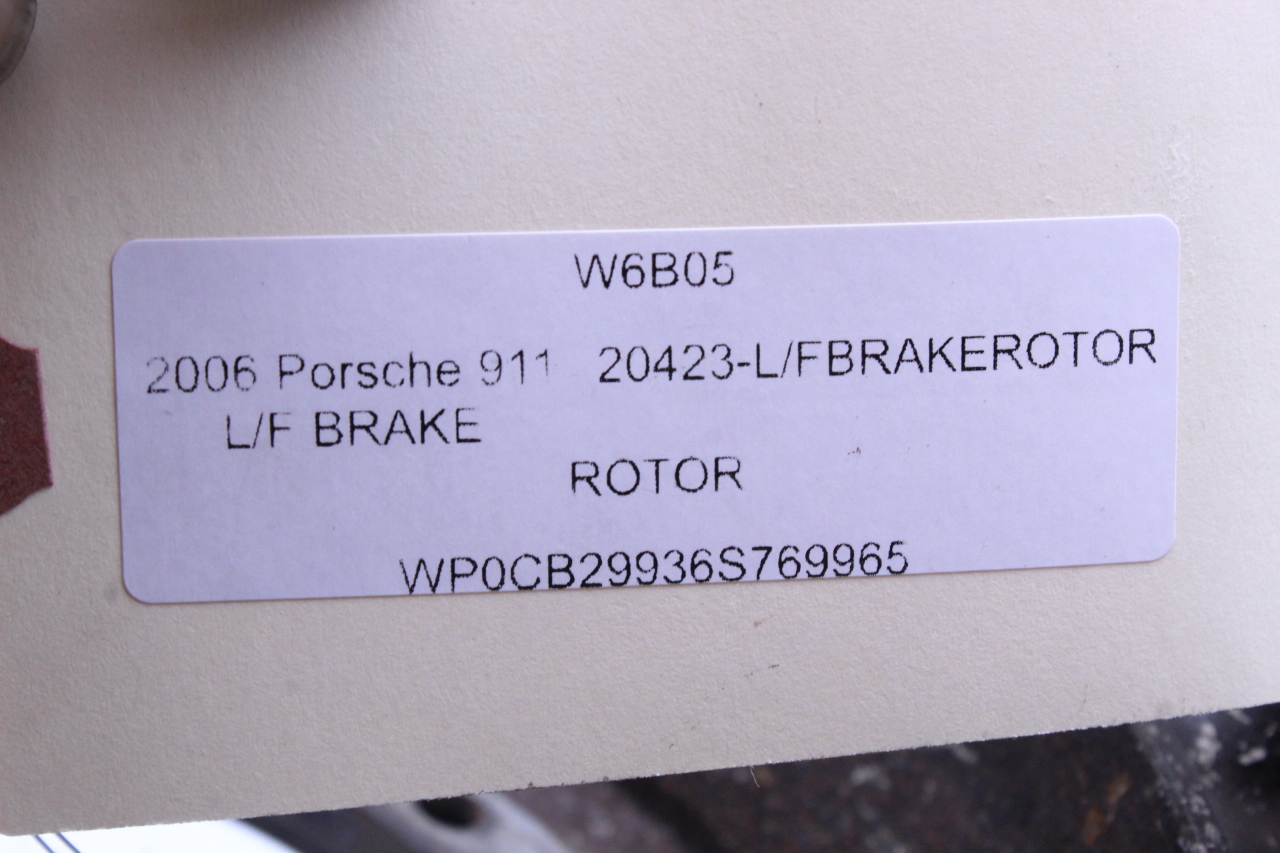 W6B05
2006 Porsche 911 20423-L/FBRAKEROTOR
L/F BRAKE
ROTOR
WP0CB29936S769965